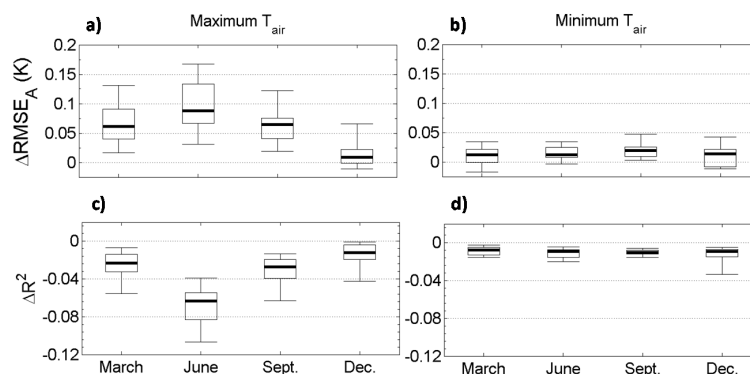 Maximum T_air
Minimum T_air
a)
b)
ΔRMSE_A (K)
0.2
0.15
0.1
0.05
0
0.2
0.15
0.1
0.05
0
c)
d)
ΔR²
0
-0.04
-0.08
-0.12
0
-0.04
-0.08
-0.12
March June Sept. Dec.
March June Sept. Dec.